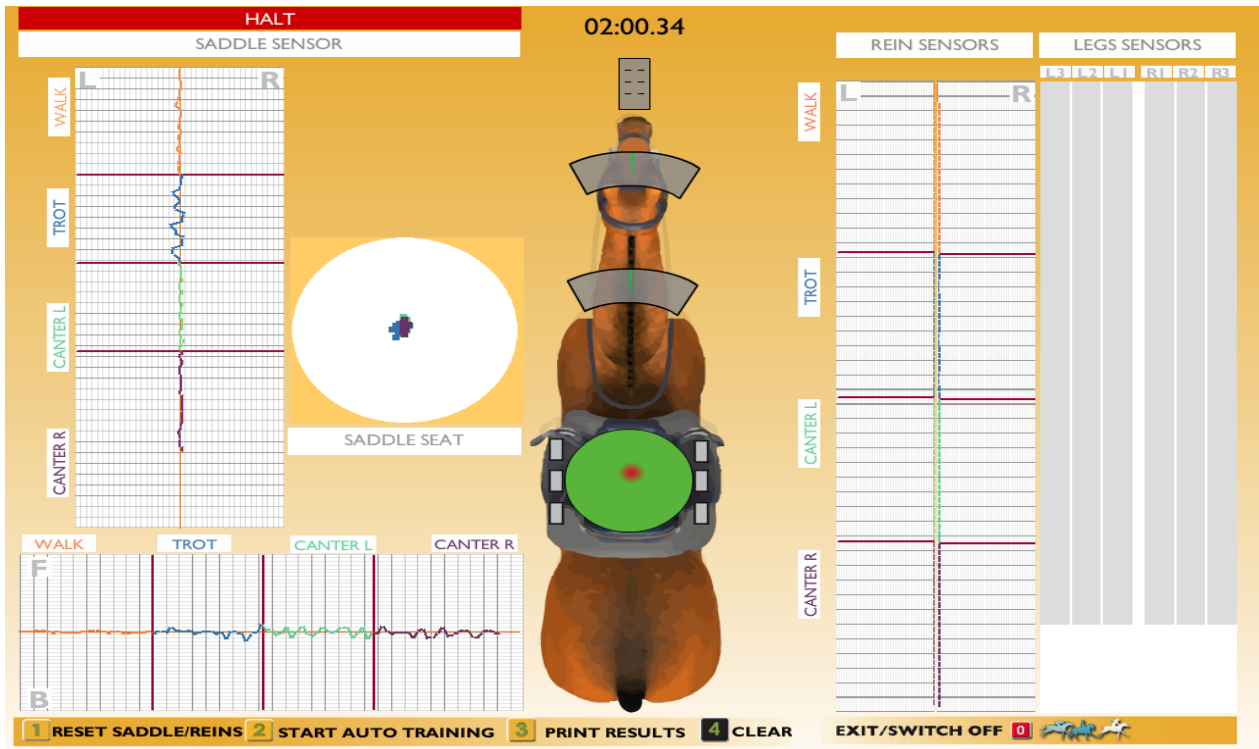 HALT
SADDLE SENSOR
L R
WALK
TROT
CANTER L
CANTER R
SADDLE SEAT
WALK TROT CANTER L CANTER R
F
B
02:00.34
REIN SENSORS
L R
WALK
TROT
CANTER L
CANTER R
LEGS SENSORS
L3 L2 L1 R1 R2 R3
1 RESET SADDLE/REINS 2 START AUTO TRAINING 3 PRINT RESULTS 4 CLEAR EXIT/SWITCH OFF 0